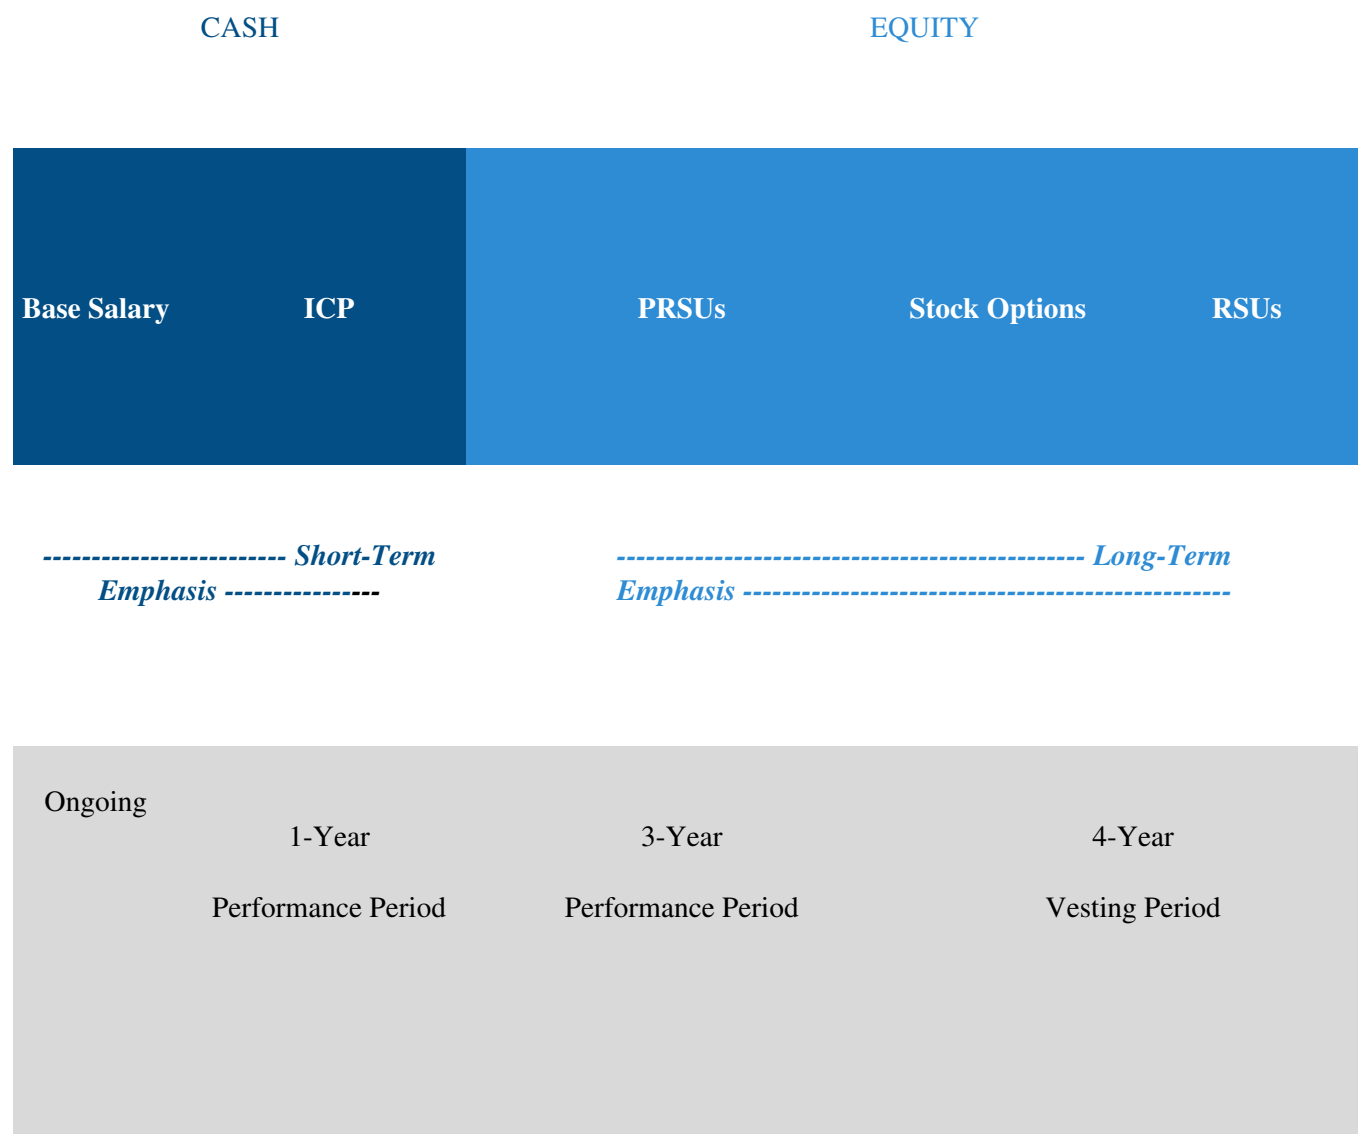 CASH EQUITY
Base Salary ICP PRSUs Stock Options RSUs
------------------------- Short-Term
Emphasis ----------------
------------------------------------------------ Long-Term
Emphasis --------------------------------------------------
Ongoing
1-Year 3-Year 4-Year
Performance Period Performance Period Vesting Period